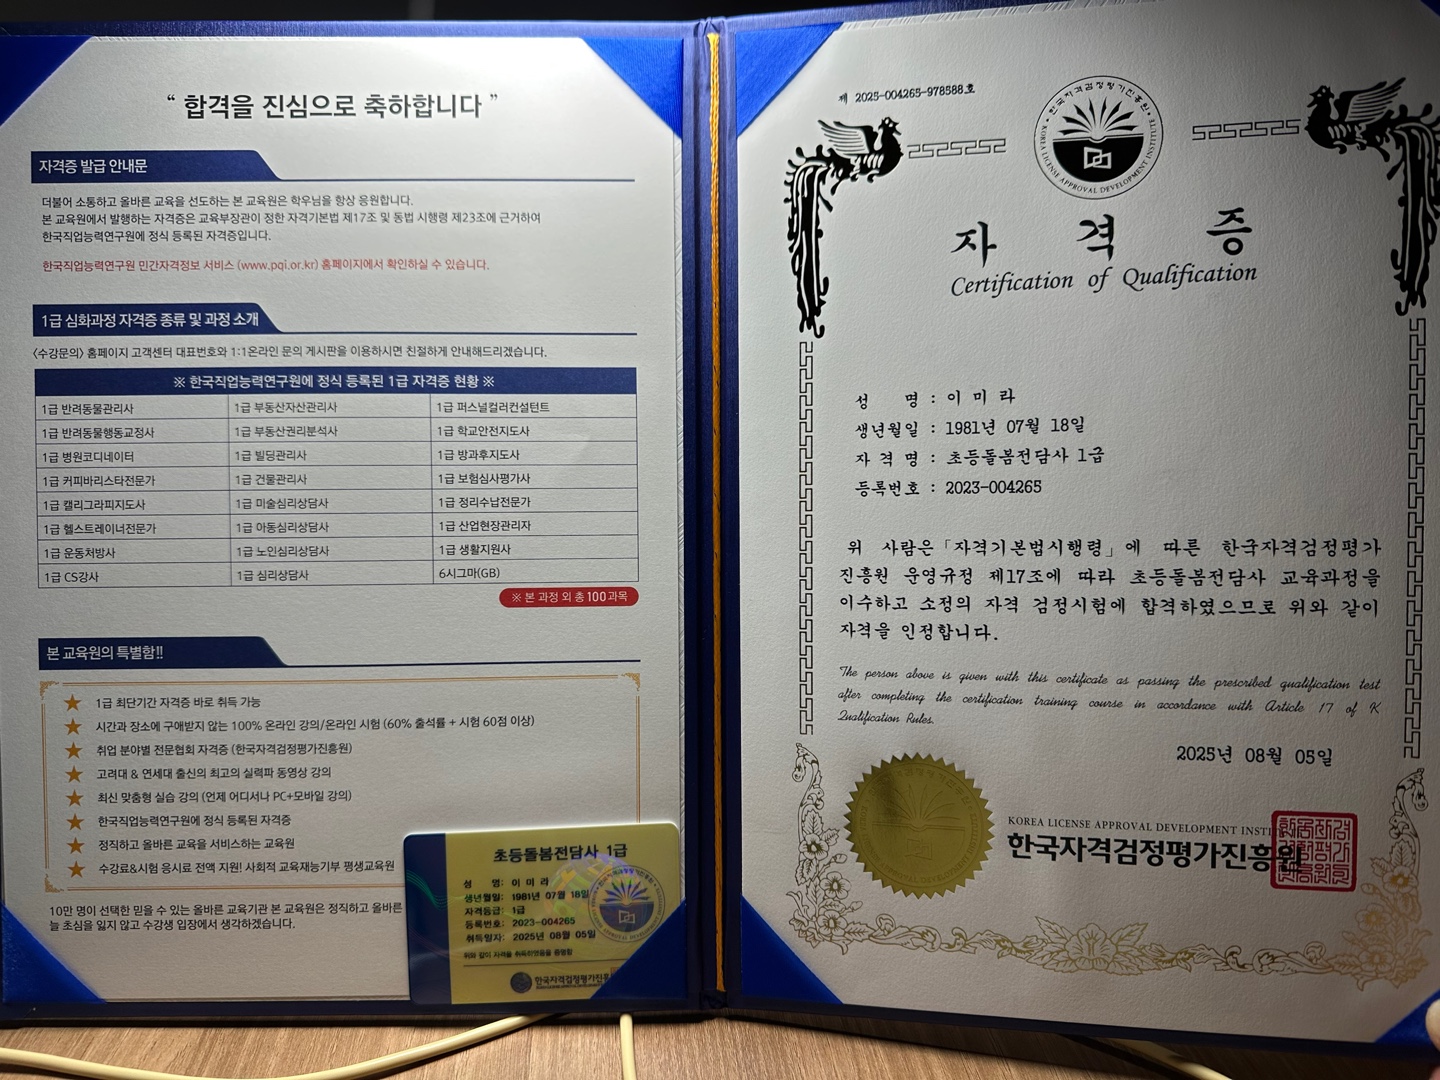 “ 합격을 진심으로 축하합니다 ”
자격증 발급 안내문
더불어 소통하고 올바른 교육을 선도하는 본 교육원은 학우님을 항상 응원합니다.
본 교육원에서 발행하는 자격증은 교육부장관이 정한 자격기본법 제17조 및 동법 시행령 제23조에 근거하여
한국직업능력연구원에 정식 등록된 자격증입니다.
한국직업능력연구원 민간자격정보 서비스 (www.pqi.or.kr) 홈페이지에서 확인하실 수 있습니다.
1급 심화과정 자격증 종류 및 과정 소개
<수강문의> 홈페이지 고객센터 대표번호와 1:1온라인 문의 게시판을 이용하시면 친절하게 안내해드리겠습니다.
※ 한국직업능력연구원에 정식 등록된 1급 자격증 현황 ※
1급 반려동물관리사 1급 부동산자산관리사 1급 퍼스널컬러컨설턴트
1급 반려동물행동교정사 1급 부동산권리분석사 1급 학교안전지도사
1급 병원코디네이터 1급 빌딩관리사 1급 방과후지도사
1급 커피바리스타전문가 1급 건물관리사 1급 보험심사평가사
1급 캘리그라피지도사 1급 미술심리상담사 1급 정리수납전문가
1급 헬스트레이너전문가 1급 아동심리상담사 1급 산업현장관리자
1급 운동처방사 1급 노인심리상담사 1급 생활지원사
1급 CS강사 1급 심리상담사 6시그마(GB)
※ 본 과정 외 총 100과목
본 교육원의 특별함!!
1급 최단기간 자격증 바로 취득 가능
시간과 장소에 구애받지 않는 100% 온라인 강의/온라인 시험 (60% 출석률 + 시험 60점 이상)
취업 분야별 전문협회 자격증 (한국자격검정평가진흥원)
고려대 & 연세대 출신의 최고의 실력파 동영상 강의
최신 맞춤형 실습 강의 (언제 어디서나 PC+모바일 강의)
한국직업능력연구원에 정식 등록된 자격증
정직하고 올바른 교육을 서비스하는 교육원
수강료&시험 응시료 전액 지원! 사회적 교육재능기부 평생교육원
10만 명이 선택한 믿을 수 있는 올바른 교육기관 본 교육원은 정직하고 올바른
늘 초심을 잃지 않고 수강생 입장에서 생각하겠습니다.
초등돌봄전담사 1급
성 명: 이 미 라
생년월일: 1981년 07월 18일
자격등급: 1급
등록번호: 2023-004265
취득일자: 2025년 08월 05일
위와 같이 자격을 취득하였음을 증명함
한국자격검정평가진흥
제 2025-004265-978588호
한국자격검정평가진흥원
KOREA LICENSE APPROVAL DEVELOPMENT INSTITUTE
자 격 증
Certification of Qualification
성 명 : 이 미 라
생년월일 : 1981년 07월 18일
자 격 명 : 초등돌봄전담사 1급
등록번호 : 2023-004265
위 사람은「자격기본법시행령」에 따른 한국자격검정평가
진흥원 운영규정 제17조에 따라 초등돌봄전담사 교육과정을
이수하고 소정의 자격 검정시험에 합격하였으므로 위와 같이
자격을 인정합니다.
The person above is given with this certificate as passing the prescribed qualification test
after completing the certification training course in accordance with Article 17 of K
Qualification Rules.
2025년 08월 05일
KOREA LICENSE APPROVAL DEVELOPMENT INSTI
한국자격검정평가진흥원